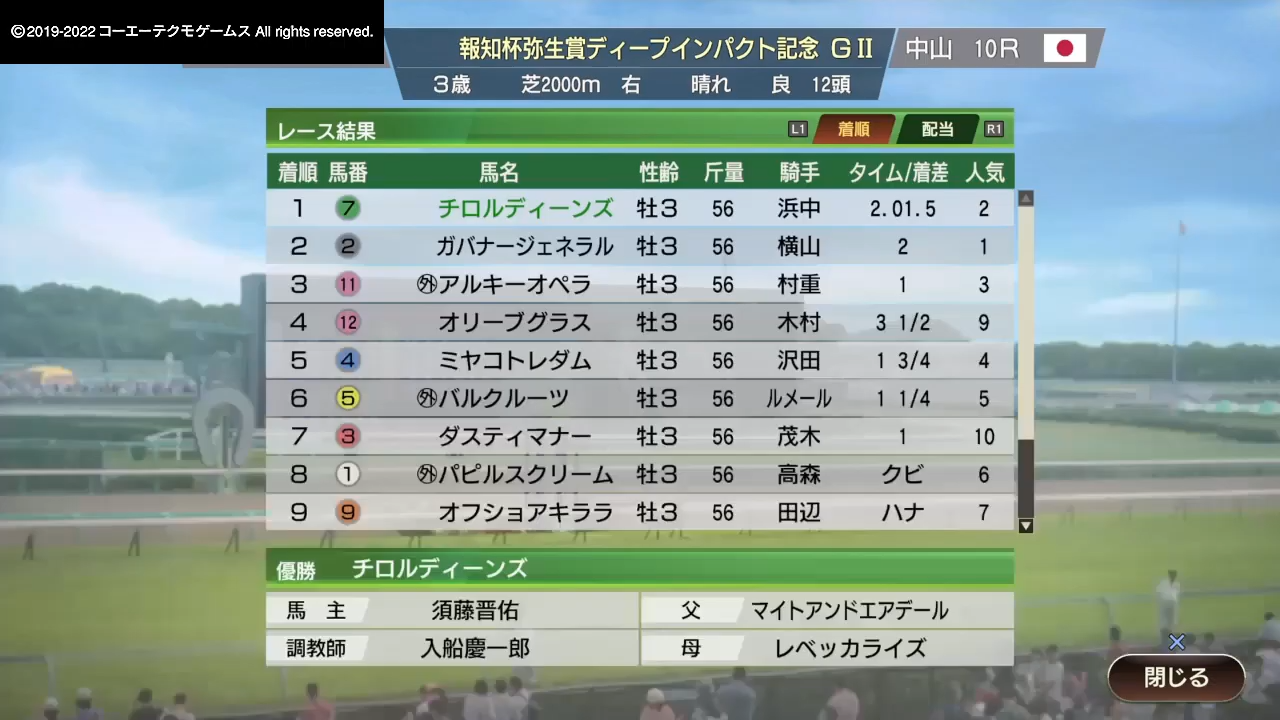 ©2019-2022 コーエーテクモゲームス All rights reserved.
報知杯弥生賞ディープインパクト記念 GⅡ 中山 10R
3歳 芝2000m 右 晴れ 良 12頭
レース結果 L1 着順 配当 R1
着順 馬番 馬名 性齢 斤量 騎手 タイム/着差 人気
1 7 チロルディーンズ 牡3 56 浜中 2.01.5 2
2 2 ガバナージェネラル 牡3 56 横山 2 1
3 11 外アルキーオペラ 牡3 56 村重 1 3
4 12 オリーブグラス 牡3 56 木村 3 1/2 9
5 4 ミヤコトレダム 牡3 56 沢田 1 3/4 4
6 5 外バルクルーツ 牡3 56 ルメール 1 1/4 5
7 3 ダスティマナー 牡3 56 茂木 1 10
8 1 外パピルスクリーム 牡3 56 高森 クビ 6
9 9 オフショアキララ 牡3 56 田辺 ハナ 7
優勝 チロルディーンズ
馬主 須藤晋佑 父 マイトアンドエアデール
調教師 入船慶一郎 母 レベッカライズ
閉じる